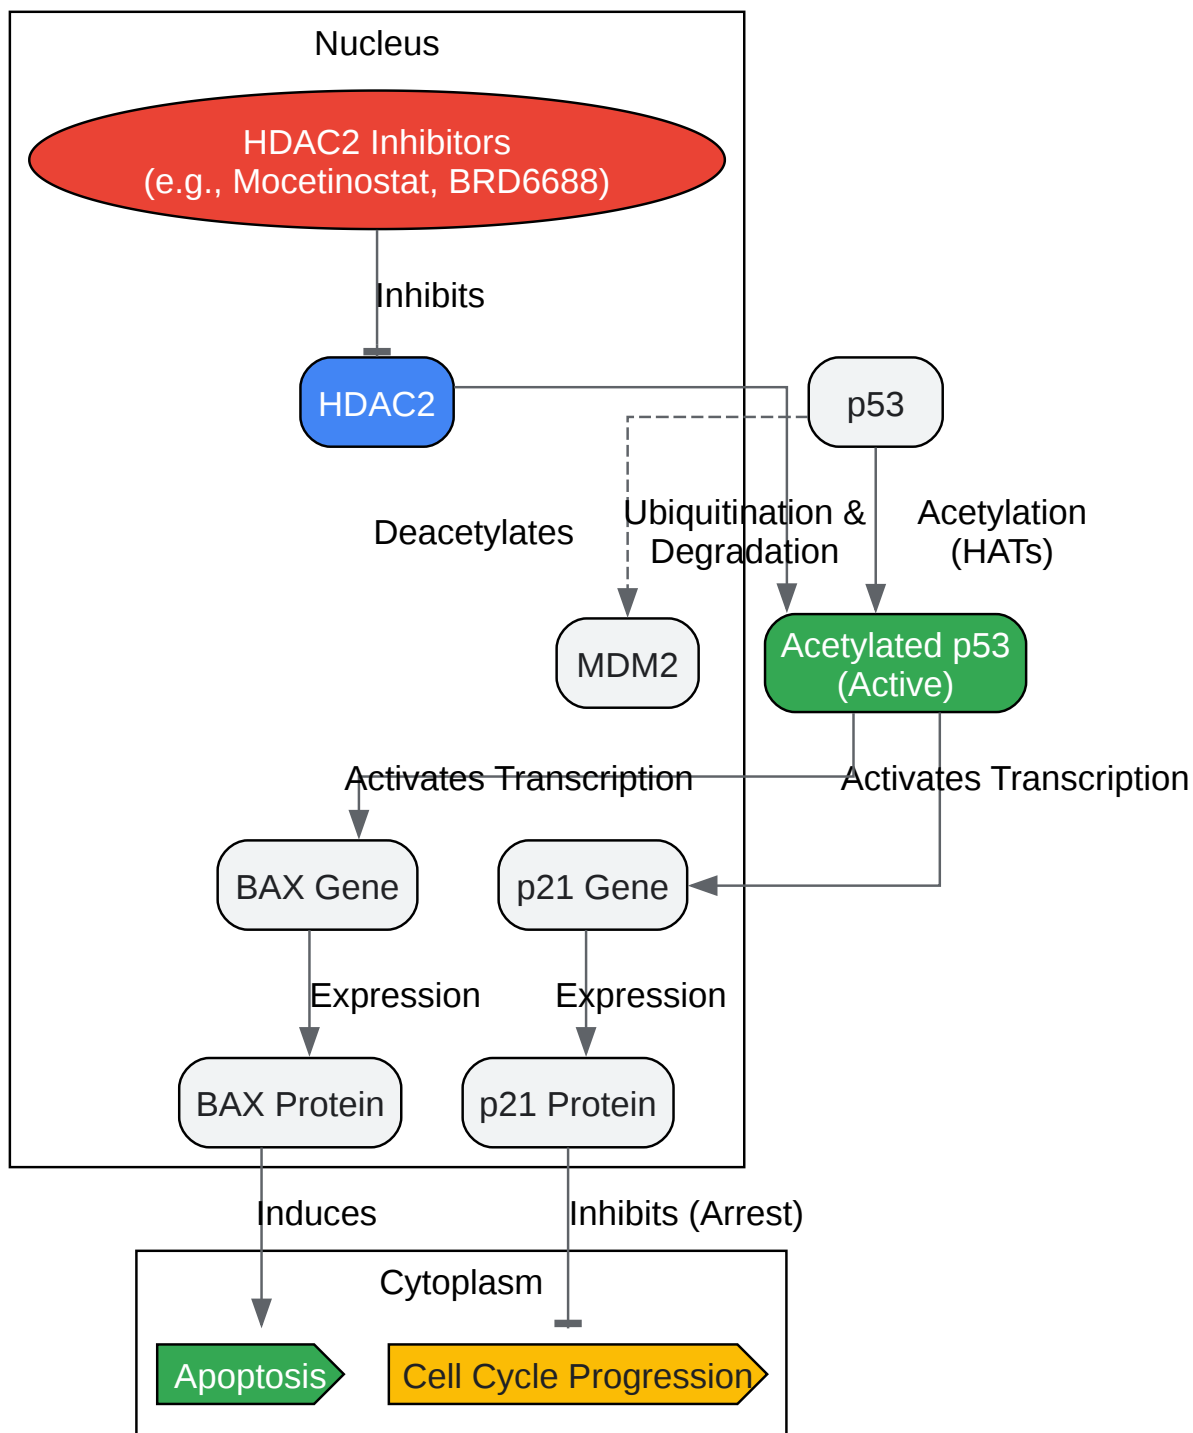 Nucleus
HDAC2 Inhibitors
(e.g., Mocetinostat, BRD6688)
Inhibits
HDAC2
p53
Deacetylates
Ubiquitination &
Degradation
Acetylation
(HATs)
MDM2
Acetylated p53
(Active)
Activates Transcription
Activates Transcription
BAX Gene
p21 Gene
Expression
Expression
BAX Protein
p21 Protein
Induces
Inhibits (Arrest)
Cytoplasm
Apoptosis
Cell Cycle Progression